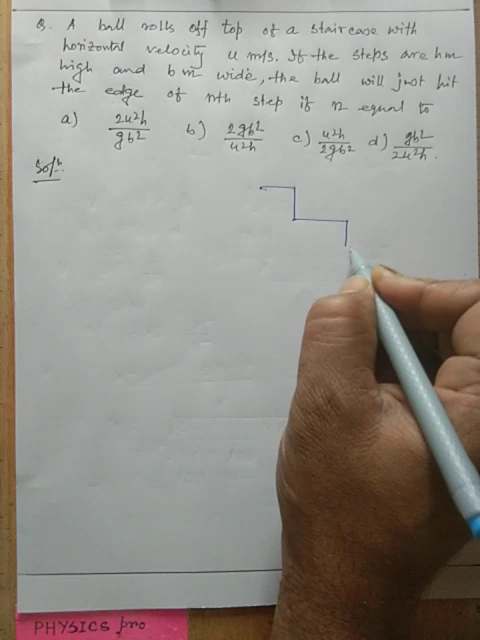 Q. A ball rolls off top of a staircase with
horizontal velocity u m/s. If the steps are hm
high and b m wide, the ball will just hit
the edge of nth step if n equal to
a) 2u²h/gb² b) 2gb²/u²h c) u²h/2gb² d) gb²/2u²h.
Solⁿ.
PHYSICS pro